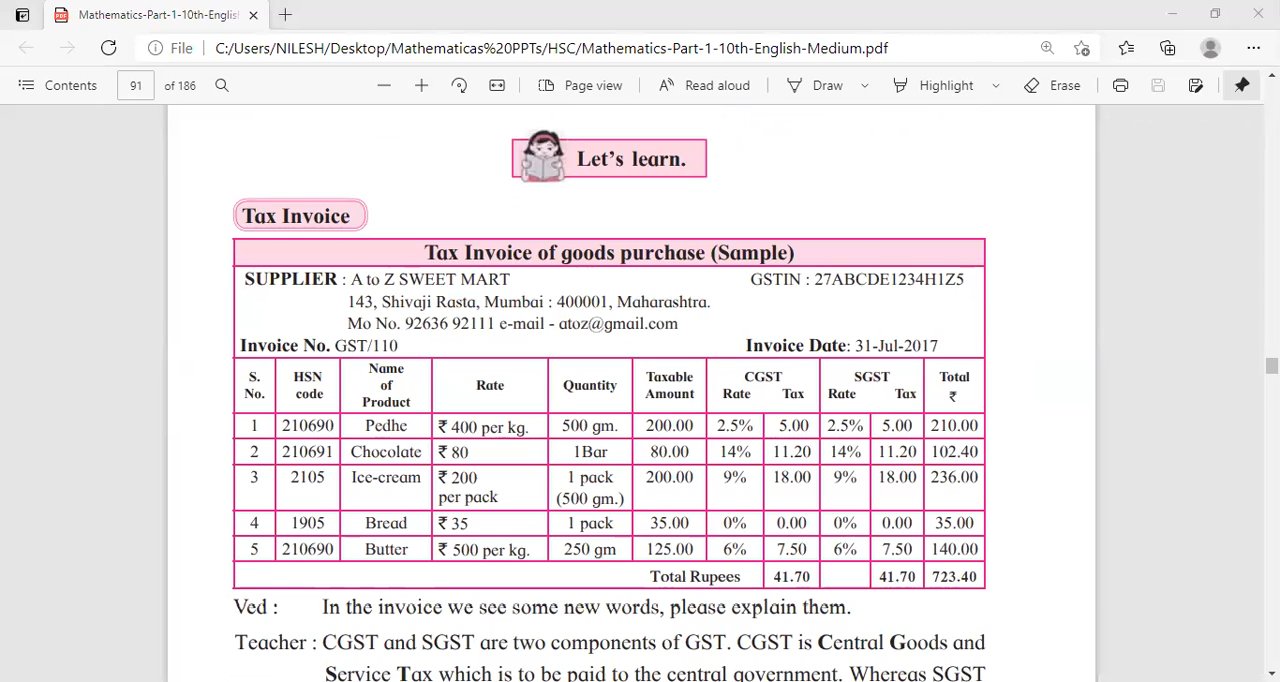 Mathematics-Part-1-10th-English
File C:/Users/NILESH/Desktop/Mathematicas%20PPTs/HSC/Mathematics-Part-1-10th-English-Medium.pdf
Contents 91 of 186 Page view Read aloud Draw Highlight Erase
Let's learn.
Tax Invoice
Tax Invoice of goods purchase (Sample)
SUPPLIER : A to Z SWEET MART GSTIN : 27ABCDE1234H1Z5
143, Shivaji Rasta, Mumbai : 400001, Maharashtra.
Mo No. 92636 92111 e-mail - atoz@gmail.com
Invoice No. GST/110 Invoice Date: 31-Jul-2017
S. No. HSN code Name of Product Rate Quantity Taxable Amount CGST Rate Tax SGST Rate Tax Total ₹
1 210690 Pedhe ₹ 400 per kg. 500 gm. 200.00 2.5% 5.00 2.5% 5.00 210.00
2 210691 Chocolate ₹ 80 1Bar 80.00 14% 11.20 14% 11.20 102.40
3 2105 Ice-cream ₹ 200 per pack 1 pack (500 gm.) 200.00 9% 18.00 9% 18.00 236.00
4 1905 Bread ₹ 35 1 pack 35.00 0% 0.00 0% 0.00 35.00
5 210690 Butter ₹ 500 per kg. 250 gm 125.00 6% 7.50 6% 7.50 140.00
Total Rupees 41.70 41.70 723.40
Ved : In the invoice we see some new words, please explain them.
Teacher : CGST and SGST are two components of GST. CGST is Central Goods and
Service Tax which is to be paid to the central government. Whereas SGST